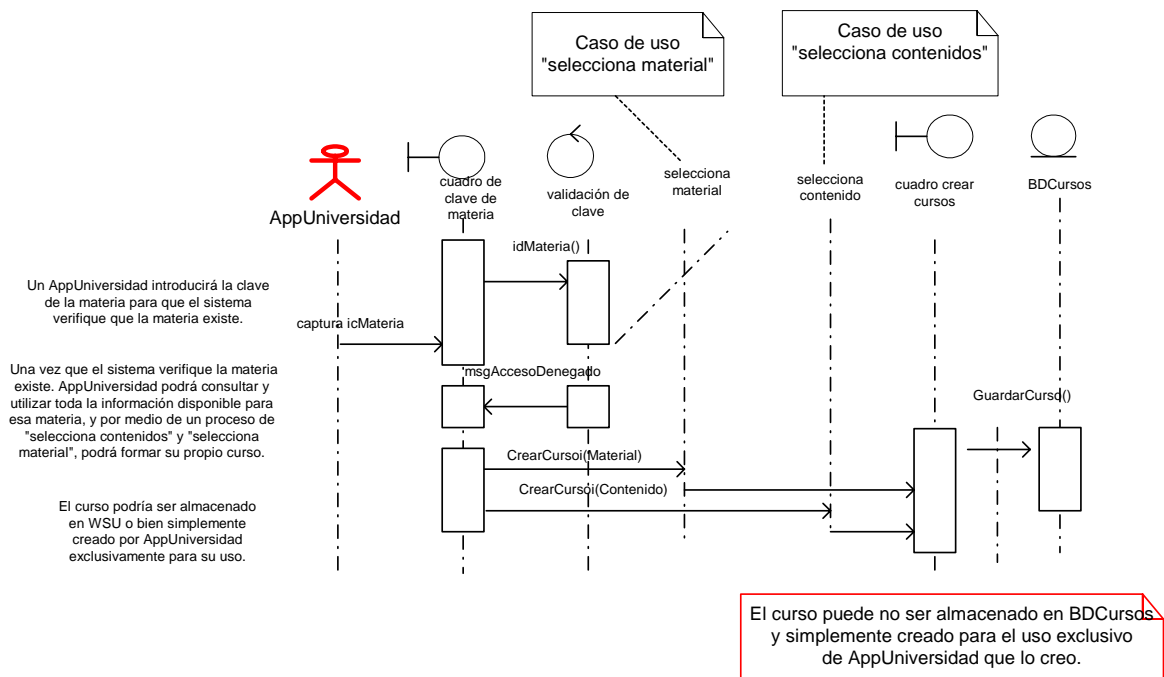 Caso de uso
"selecciona material"
Caso de uso
"selecciona contenidos"
AppUniversidad
cuadro de
clave de
materia
validación de
clave
selecciona
material
selecciona
contenido
cuadro crear
cursos
BDCursos
idMateria()
Un AppUniversidad introducirá la clave
de la materia para que el sistema
verifique que la materia existe.
captura icMateria
Una vez que el sistema verifique la materia
existe. AppUniversidad podrá consultar y
utilizar toda la información disponible para
esa materia, y por medio de un proceso de
"selecciona contenidos" y "selecciona
material", podrá formar su propio curso.
msgAccesoDenegado
GuardarCurso()
CrearCursoi(Material)
CrearCursoi(Contenido)
El curso podría ser almacenado
en WSU o bien simplemente
creado por AppUniversidad
exclusivamente para su uso.
El curso puede no ser almacenado en BDCursos
y simplemente creado para el uso exclusivo
de AppUniversidad que lo creo.